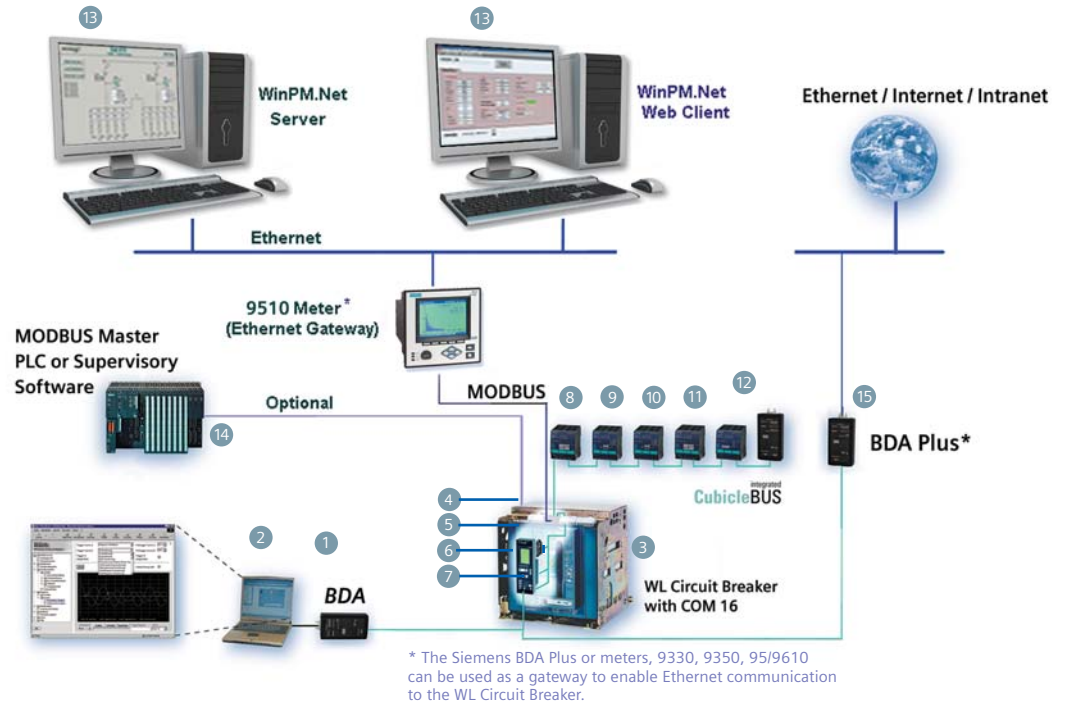 13
13
WinPM.Net
Server
WinPM.Net
Web Client
Ethernet / Internet / Intranet
Ethernet
9510 Meter *
(Ethernet Gateway)
MODBUS Master
PLC or Supervisory
Software
Optional
14
MODBUS
8
9
10
11
12
15
BDA Plus*
integrated
CubicleBUS
4
5
6
7
3
WL Circuit Breaker
with COM 16
2
1
BDA
* The Siemens BDA Plus or meters, 9330, 9350, 95/9610
can be used as a gateway to enable Ethernet communication
to the WL Circuit Breaker.